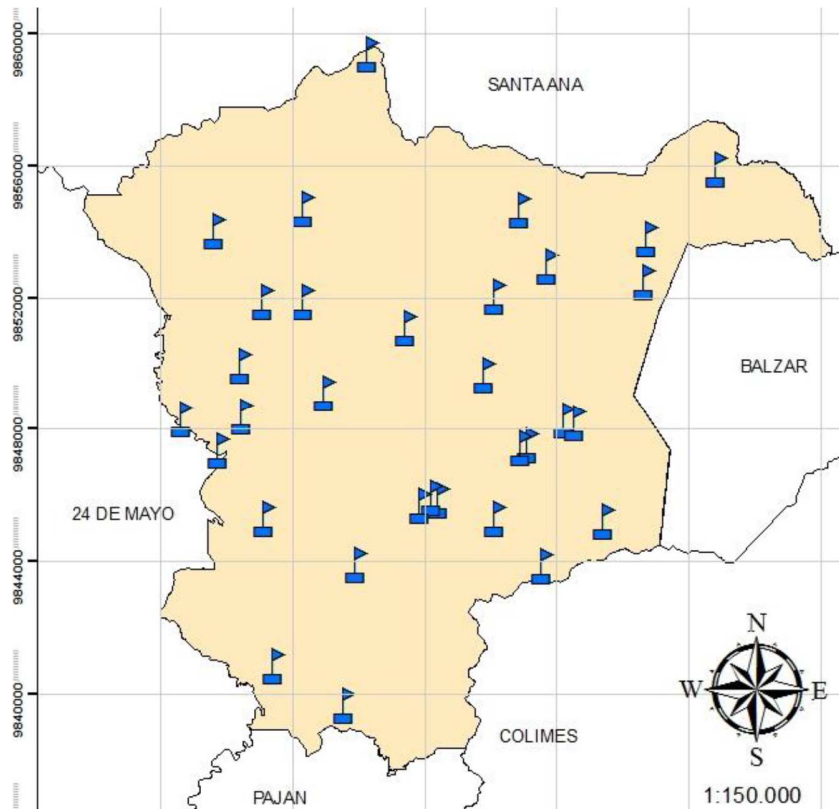 9860000
SANTA ANA
9856000
9852000
BALZAR
9848000
24 DE MAYO
9844000
N
W
E
S
9840000
COLIMES
PAJAN
1:150.000